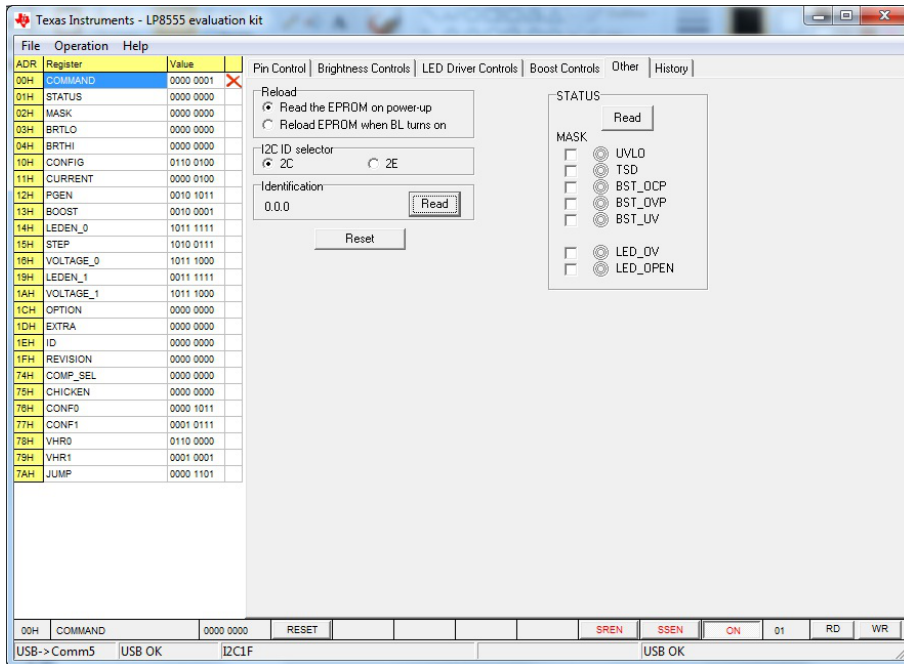 Texas Instruments - LP8555 evaluation kit
File Operation Help
ADR Register Value
00H COMMAND 0000 0001
01H STATUS 0000 0000
02H MASK 0000 0000
03H BRTLO 0000 0000
04H BRTHI 0000 0000
10H CONFIG 0110 0100
11H CURRENT 0000 0100
12H PGEN 0010 1011
13H BOOST 0010 0001
14H LEDEN_0 1011 1111
15H STEP 1010 0111
16H VOLTAGE_0 1011 1000
19H LEDEN_1 0011 1111
1AH VOLTAGE_1 1011 1000
1CH OPTION 0000 0000
1DH EXTRA 0000 0000
1EH ID 0000 0000
1FH REVISION 0000 0000
74H COMP_SEL 0000 0000
75H CHICKEN 0000 0000
76H CONF0 0000 1011
77H CONF1 0001 0111
78H VHR0 0110 0000
79H VHR1 0001 0001
7AH JUMP 0000 1101
Pin Control Brightness Controls LED Driver Controls Boost Controls Other History
Reload
Read the EPROM on power-up
Reload EPROM when BL turns on
I2C ID selector
2C 2E
Identification
0.0.0 Read
Reset
STATUS
Read
MASK
UVLO
TSD
BST_OCP
BST_OVP
BST_UV
LED_OV
LED_OPEN
00H COMMAND 0000 0000 RESET SREN SSEN ON 01 RD WR
USB->Comm5 USB OK I2C1F USB OK